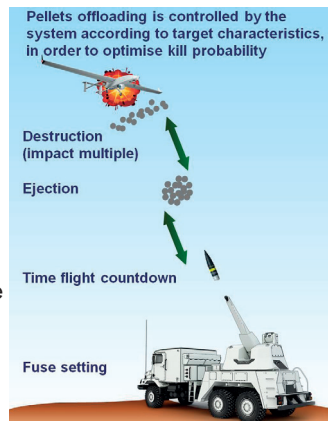 Pellets offloading is controlled by the
system according to target characteristics,
in order to optimise kill probability
Destruction
(impact multiple)
Ejection
Time flight countdown
e
Fuse setting